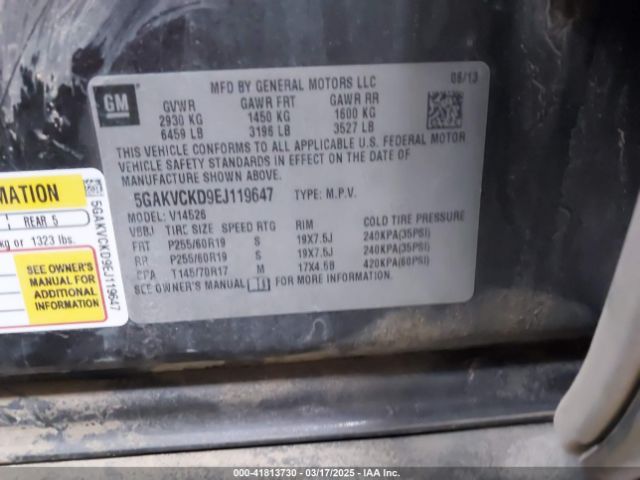 MFD BY GENERAL MOTORS LLC 08/13
GM
GVWR GAWR FRT GAWR RR
2930 KG 1450 KG 1600 KG
6459 LB 3196 LB 3527 LB
THIS VEHICLE CONFORMS TO ALL APPLICABLE U.S. FEDERAL MOTOR
VEHICLE SAFETY STANDARDS IN EFFECT ON THE DATE OF
MANUFACTURE SHOWN ABOVE.
5GAKVCKD9EJ119647 TYPE: M.P.V.
MODEL: V14526
VSBJ TIRE SIZE SPEED RTG RIM COLD TIRE PRESSURE
FRT P255/60R19 S 19X7.5J 240KPA(35PSI)
RR P255/60R19 S 19X7.5J 240KPA(35PSI)
SPA T145/70R17 M 17X4.5B 420KPA(60PSI)
SEE OWNER'S MANUAL
RMATION
REAR 5
kg or 1323 lbs.
SEE OWNER'S
MANUAL FOR
ADDITIONAL
INFORMATION
5GAKVCKD9EJ119647
000-41813730 — 03/17/2025 — IAA Inc.